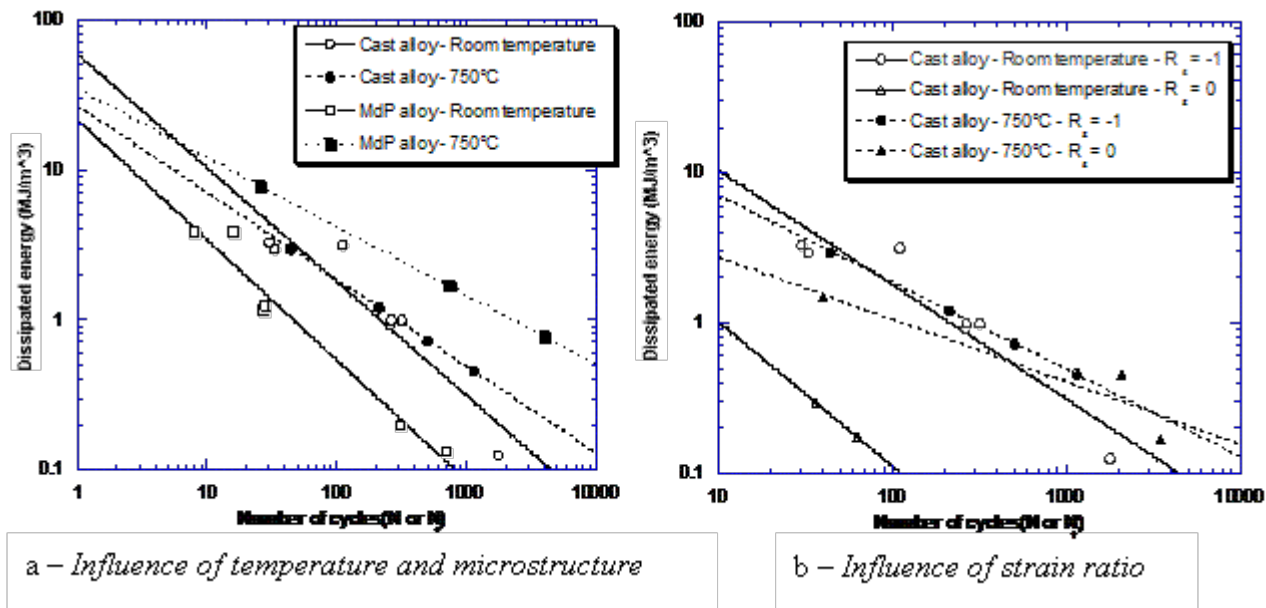 100
10
1
0.1
Dissipated energy (MJ/m^3)
Cast alloy- Room temperature
Cast alloy - 750°C
MdP alloy- Room temperature
MdP alloy- 750°C
1
10
100
1000
10000
Number of cycles(N or N
a – Influence of temperature and microstructure
100
10
1
0.1
Dissipated energy (MJ/m^3)
Cast alloy - Room temperature - R = -1
Cast alloy - Room temperature - R = 0
Cast alloy - 750°C - R = -1
Cast alloy - 750°C - R = 0
10
100
1000
10000
Number of cycles(N or N
b – Influence of strain ratio